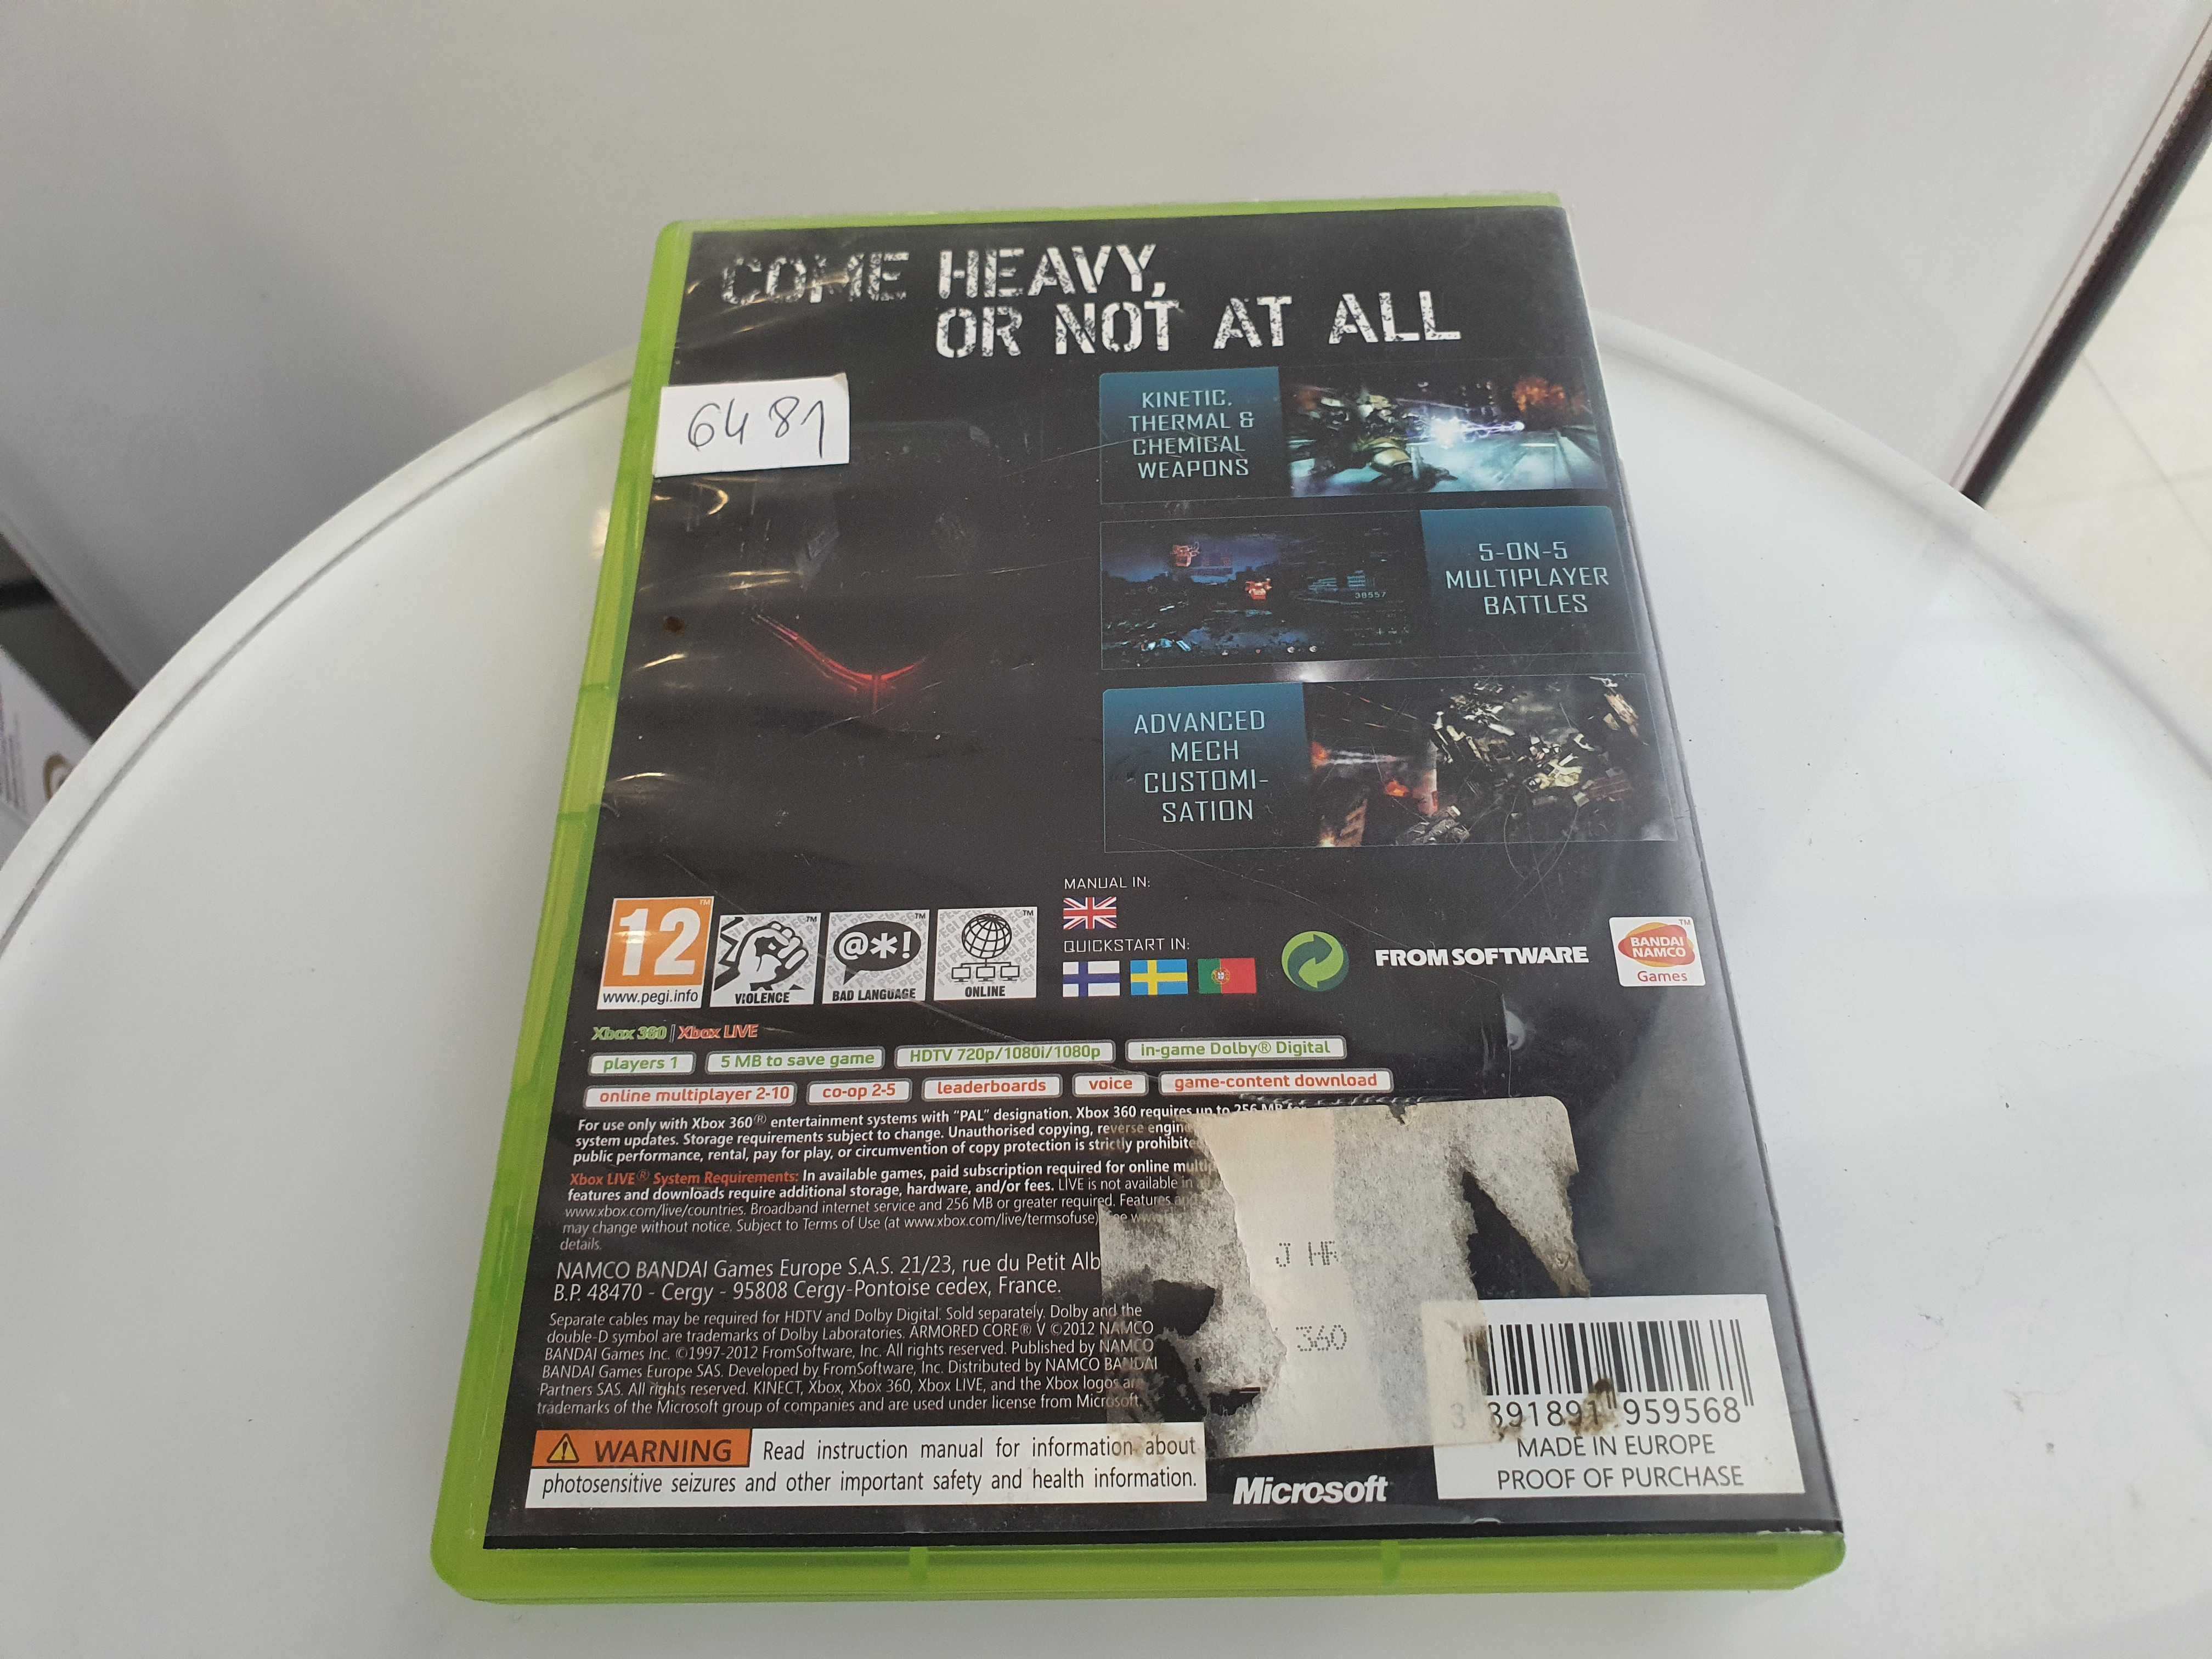 COME HEAVY,
OR NOT AT ALL
6481
KINETIC,
THERMAL &
CHEMICAL
WEAPONS
38557
5-ON-5
MULTIPLAYER
BATTLES
ADVANCED
MECH
CUSTOMI-
SATION
12
www.pegi.info
VIOLENCE
@*!
BAD LANGUAGE
ONLINE
MANUAL IN:
QUICKSTART IN:
FROMSOFTWARE
BANDAI
NAMCO
Games
Xbox 360 | Xbox LIVE
players 1
5 MB to save game
HDTV 720p/1080i/1080p
in-game Dolby® Digital
online multiplayer 2-10
co-op 2-5
leaderboards
voice
game-content download
For use only with Xbox 360® entertainment systems with "PAL" designation. Xbox 360 requires up to 256 MB
system updates. Storage requirements subject to change. Unauthorised copying, reverse engin
public performance, rental, pay for play, or circumvention of copy protection is strictly prohibite
Xbox LIVE® System Requirements: In available games, paid subscription required for online multip
features and downloads require additional storage, hardware, and/or fees. LIVE is not available in
www.xbox.com/live/countries. Broadband internet service and 256 MB or greater required. Features and
may change without notice. Subject to Terms of Use (at www.xbox.com/live/termsofuse)
details.
NAMCO BANDAI Games Europe S.A.S. 21/23, rue du Petit Alb
B.P. 48470 - Cergy - 95808 Cergy-Pontoise cedex, France.
Separate cables may be required for HDTV and Dolby Digital. Sold separately. Dolby and the
double-D symbol are trademarks of Dolby Laboratories. ARMORED CORE® V ©2012 NAMCO
BANDAI Games Inc. ©1997-2012 FromSoftware, Inc. All rights reserved. Published by NAMCO
BANDAI Games Europe SAS. Developed by FromSoftware, Inc. Distributed by NAMCO BANDAI
Partners SAS. All rights reserved. KINECT, Xbox, Xbox 360, Xbox LIVE, and the Xbox logos are
trademarks of the Microsoft group of companies and are used under license from Microsoft.
J HR
360
WARNING Read instruction manual for information about
photosensitive seizures and other important safety and health information.
Microsoft
3 391891 959568
MADE IN EUROPE
PROOF OF PURCHASE